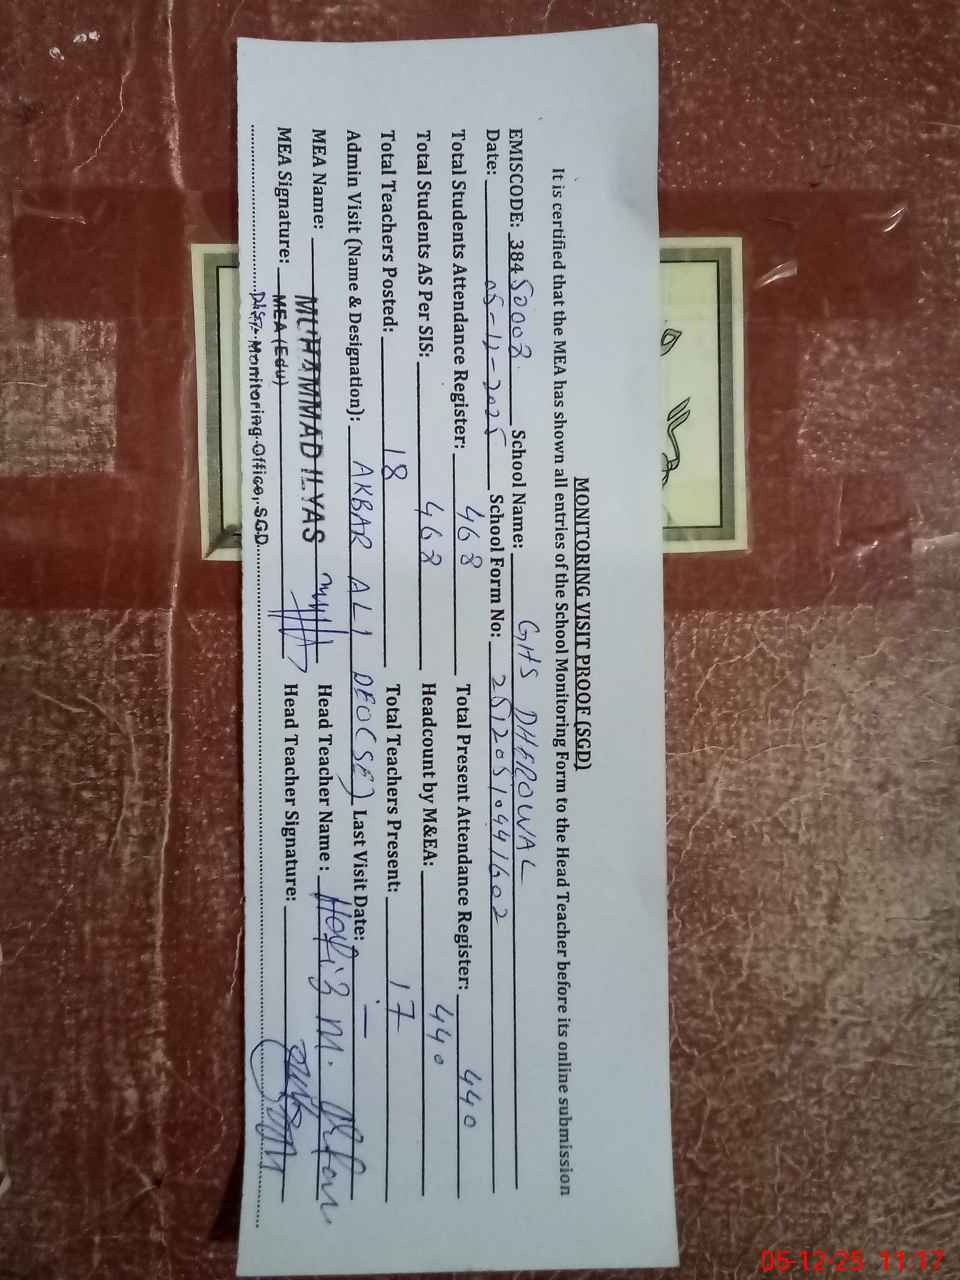 MONITORING VISIT PROOF (SGD)
It is certified that the MEA has shown all entries of the School Monitoring Form to the Head Teacher before its online submission
EMISCODE: 38450008 School Name: GHS DHEROWAL
Date: 05-12-2025 School Form No: 251205109441602
Total Students Attendance Register: 468 Total Present Attendance Register: 440
Total Students AS Per SIS: 468 Headcount by M&EA: 440
Total Teachers Posted: 18 Total Teachers Present: 17
Admin Visit (Name & Designation): AKBAR ALI DEO(SE) Last Visit Date: —
MEA Name: MUHAMMAD ILYAS Head Teacher Name : Hafiz M.
MEA Signature: MEA (Edu) Head Teacher Signature:
Distt: Monitoring Office, SGD
05-12-25 11:17